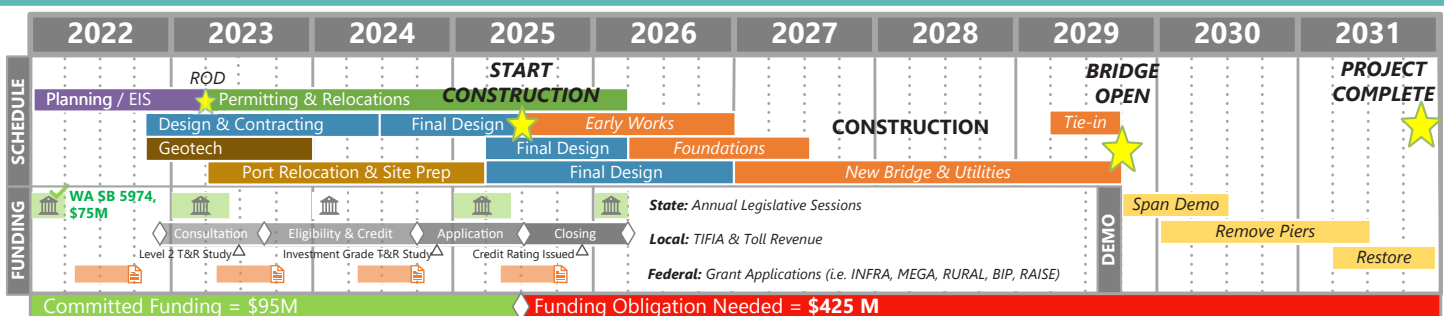 2022 2023 2024 2025 2026 2027 2028 2029 2030 2031
SCHEDULE
ROD
START
CONSTRUCTION
BRIDGE
OPEN
PROJECT
COMPLETE
Planning / EIS
Permitting & Relocations
Design & Contracting
Final Design
Early Works
CONSTRUCTION
Tie-in
Geotech
Final Design
Foundations
Port Relocation & Site Prep
Final Design
New Bridge & Utilities
FUNDING
WA SB 5974,
$75M
State: Annual Legislative Sessions
Consultation
Eligibility & Credit
Application
Closing
Local: TIFIA & Toll Revenue
Level 2 T&R Study
Investment Grade T&R Study
Credit Rating Issued
Federal: Grant Applications (i.e. INFRA, MEGA, RURAL, BIP, RAISE)
DEMO
Span Demo
Remove Piers
Restore
Committed Funding = $95M
Funding Obligation Needed = $425 M